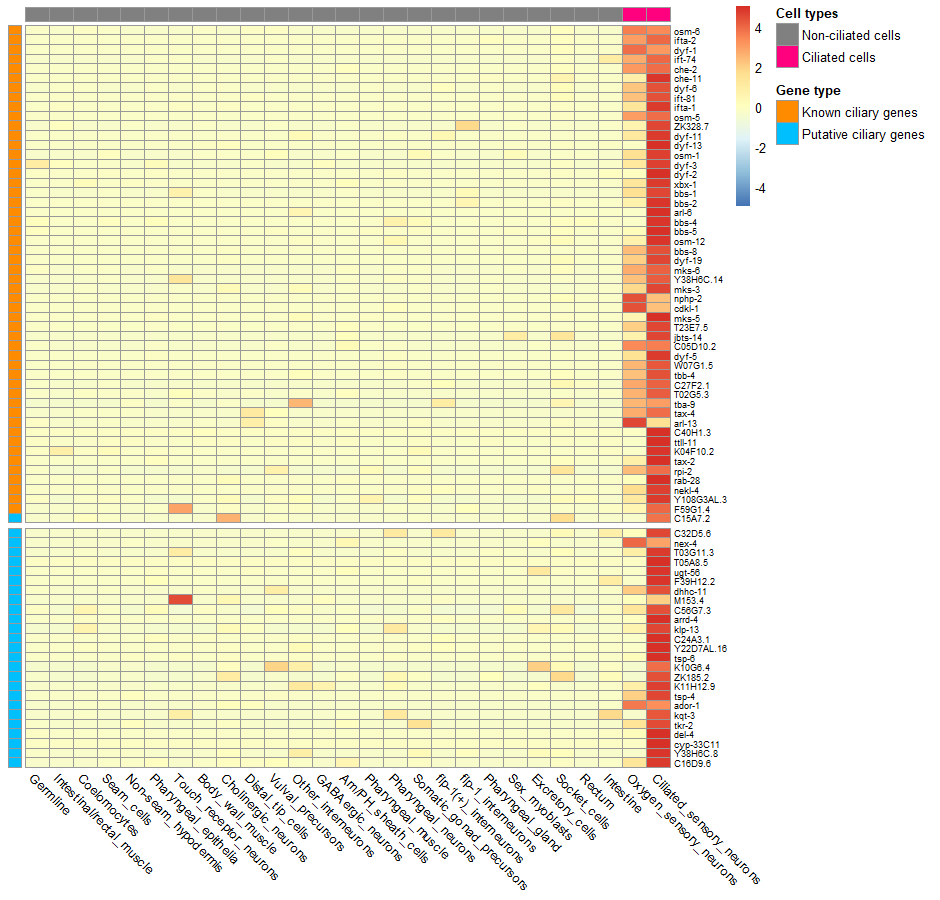 Cell types
Non-ciliated cells
Ciliated cells
Gene type
Known ciliary genes
Putative ciliary genes
4
2
0
-2
-4
osm-6
ifta-2
dyf-1
ift-74
che-2
che-11
dyf-6
ift-81
ifta-1
osm-5
ZK328.7
dyf-11
dyf-13
osm-1
dyf-3
dyf-2
xbx-1
bbs-1
bbs-2
arl-6
bbs-4
bbs-5
osm-12
bbs-8
dyf-19
mks-6
Y38H6C.14
mks-3
nphp-2
cdkl-1
mks-5
T23E7.5
jbts-14
C05D10.2
dyf-5
W07G1.5
tbb-4
C27F2.1
T02G5.3
tba-9
tax-4
arl-13
C40H1.3
ttll-11
K04F10.2
tax-2
rpi-2
rab-28
nekl-4
Y108G3AL.3
F59G1.4
C15A7.2
C32D5.6
nex-4
T03G11.3
T05A8.5
ugt-56
F39H12.2
dhhc-11
M153.4
C56G7.3
arrd-4
klp-13
C24A3.1
Y22D7AL.16
tsp-6
K10G6.4
ZK185.2
K11H12.9
tsp-4
ador-1
kqt-3
tkr-2
del-4
cyp-33C11
Y38H6C.8
C16D9.6
Germline
Intestinal/rectal_muscle
Coelomocytes
Seam_cells
Non-seam_hypodermis
Pharyngeal_epithelia
Touch_receptor_neurons
Body_wall_muscle
Cholinergic_neurons
Distal_tip_cells
Vulval_precursors
Other_interneurons
GABAergic_neurons
Am/PH_sheath_cells
Pharyngeal_muscle
Pharyngeal_neurons
Somatic_gonad_precursors
flp-1(+)_interneurons
flp-1_interneurons
Pharyngeal_gland
Sex_myoblasts
Excretory_cells
Socket_cells
Rectum
Intestine
Oxygen_sensory_neurons
Ciliated_sensory_neurons